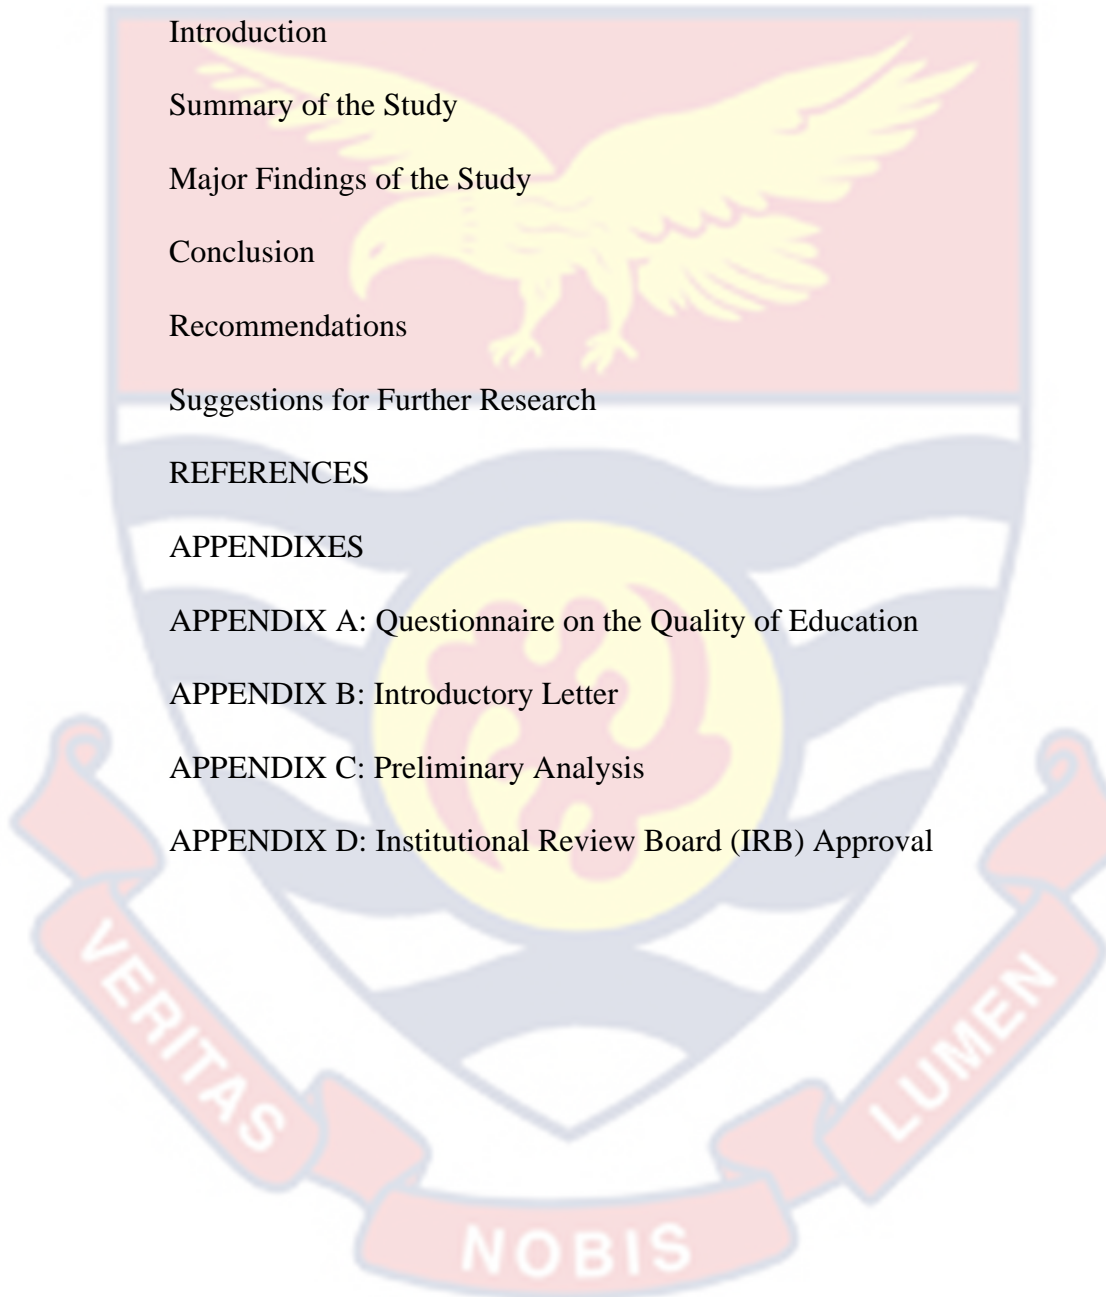 Introduction
Summary of the Study
Major Findings of the Study
Conclusion
Recommendations
Suggestions for Further Research
REFERENCES
APPENDIXES
APPENDIX A: Questionnaire on the Quality of Education
APPENDIX B: Introductory Letter
APPENDIX C: Preliminary Analysis
APPENDIX D: Institutional Review Board (IRB) Approval
VERITAS
NOBIS
LUMEN